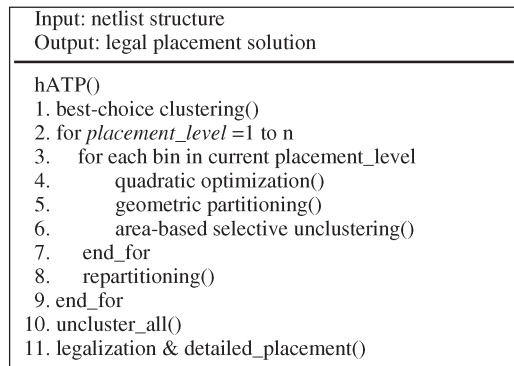 Input: netlist structure
Output: legal placement solution
hATP()
1. best-choice clustering()
2. for placement_level =1 to n
3. for each bin in current placement_level
4. quadratic optimization()
5. geometric partitioning()
6. area-based selective unclustering()
7. end_for
8. repartitioning()
9. end_for
10. uncluster_all()
11. legalization & detailed_placement()